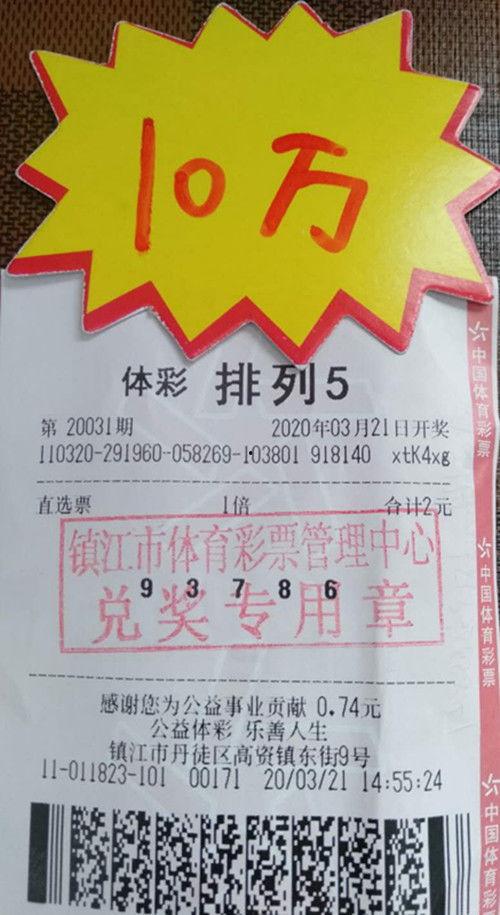 10万
体彩 排列5
第 20031期 2020年03月21日开奖
110320-291960-058269-103801 918140 xtK4xg
直选票 1倍 合计2元
镇江市体育彩票管理中心
9 3 7 8 6
兑奖专用章
感谢您为公益事业贡献 0.74元
公益体彩 乐善人生
镇江市丹徒区高资镇东街9号
11-011823-101 00171 20/03/21 14:55:24
中国体育彩票
中国体育彩票
中国体育彩